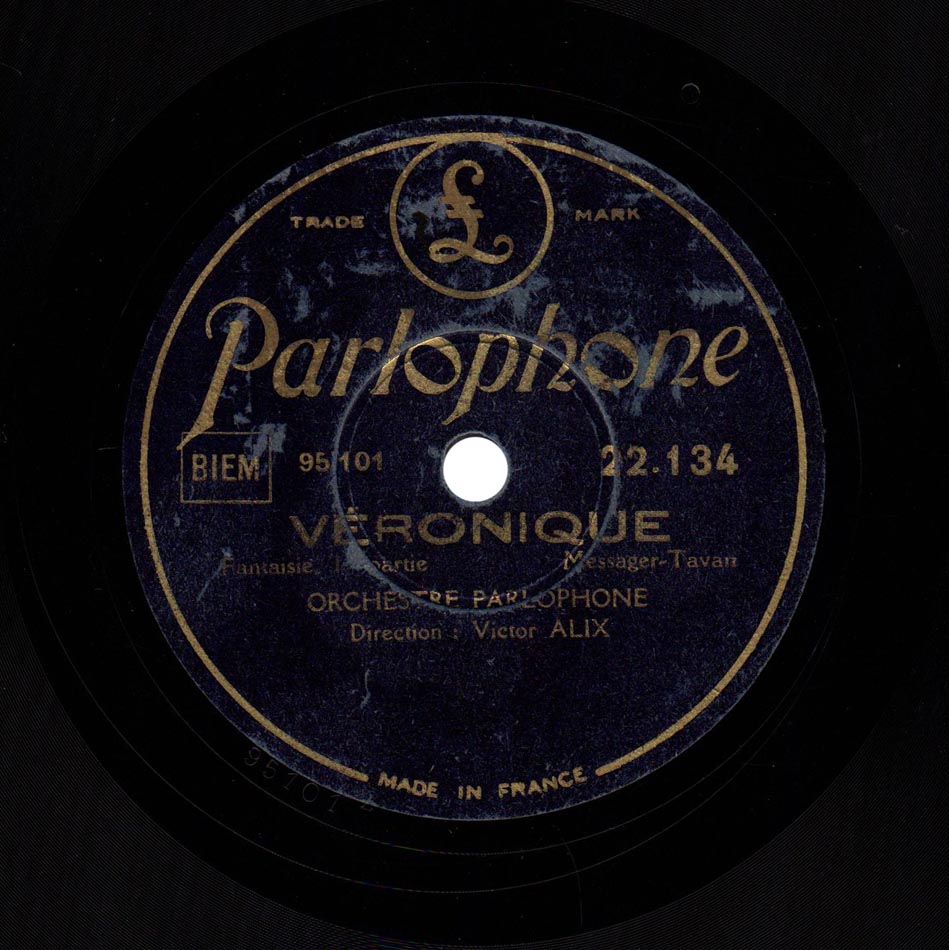 £
TRADE MARK
Parlophone
BIEM 95101 22.134
VÉRONIQUE
Fantaisie. partie Messager-Tavan
ORCHESTRE PARLOPHONE
Direction : Victor ALIX
MADE IN FRANCE
95101